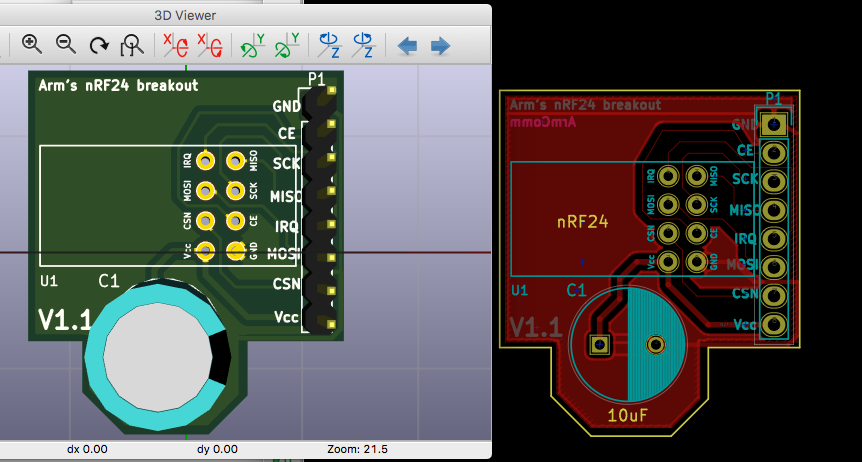 3D Viewer
X
X
Y
Y
Z
Z
Arm's nRF24 breakout
P1
GND
CE
SCK
MISO
IRQ
MOSI
CSN
Vcc
IRQ
MISO
MOSI
SCK
CSN
CE
Vcc
GND
U1
C1
V1.1
dx 0.00
dy 0.00
Zoom: 21.5
Arm's nRF24 breakout
ArmComm
P1
GND
CE
SCK
MISO
IRQ
MOSI
CSN
Vcc
IRQ
MISO
MOSI
SCK
CSN
CE
Vcc
GND
nRF24
U1
C1
V1.1
10uF